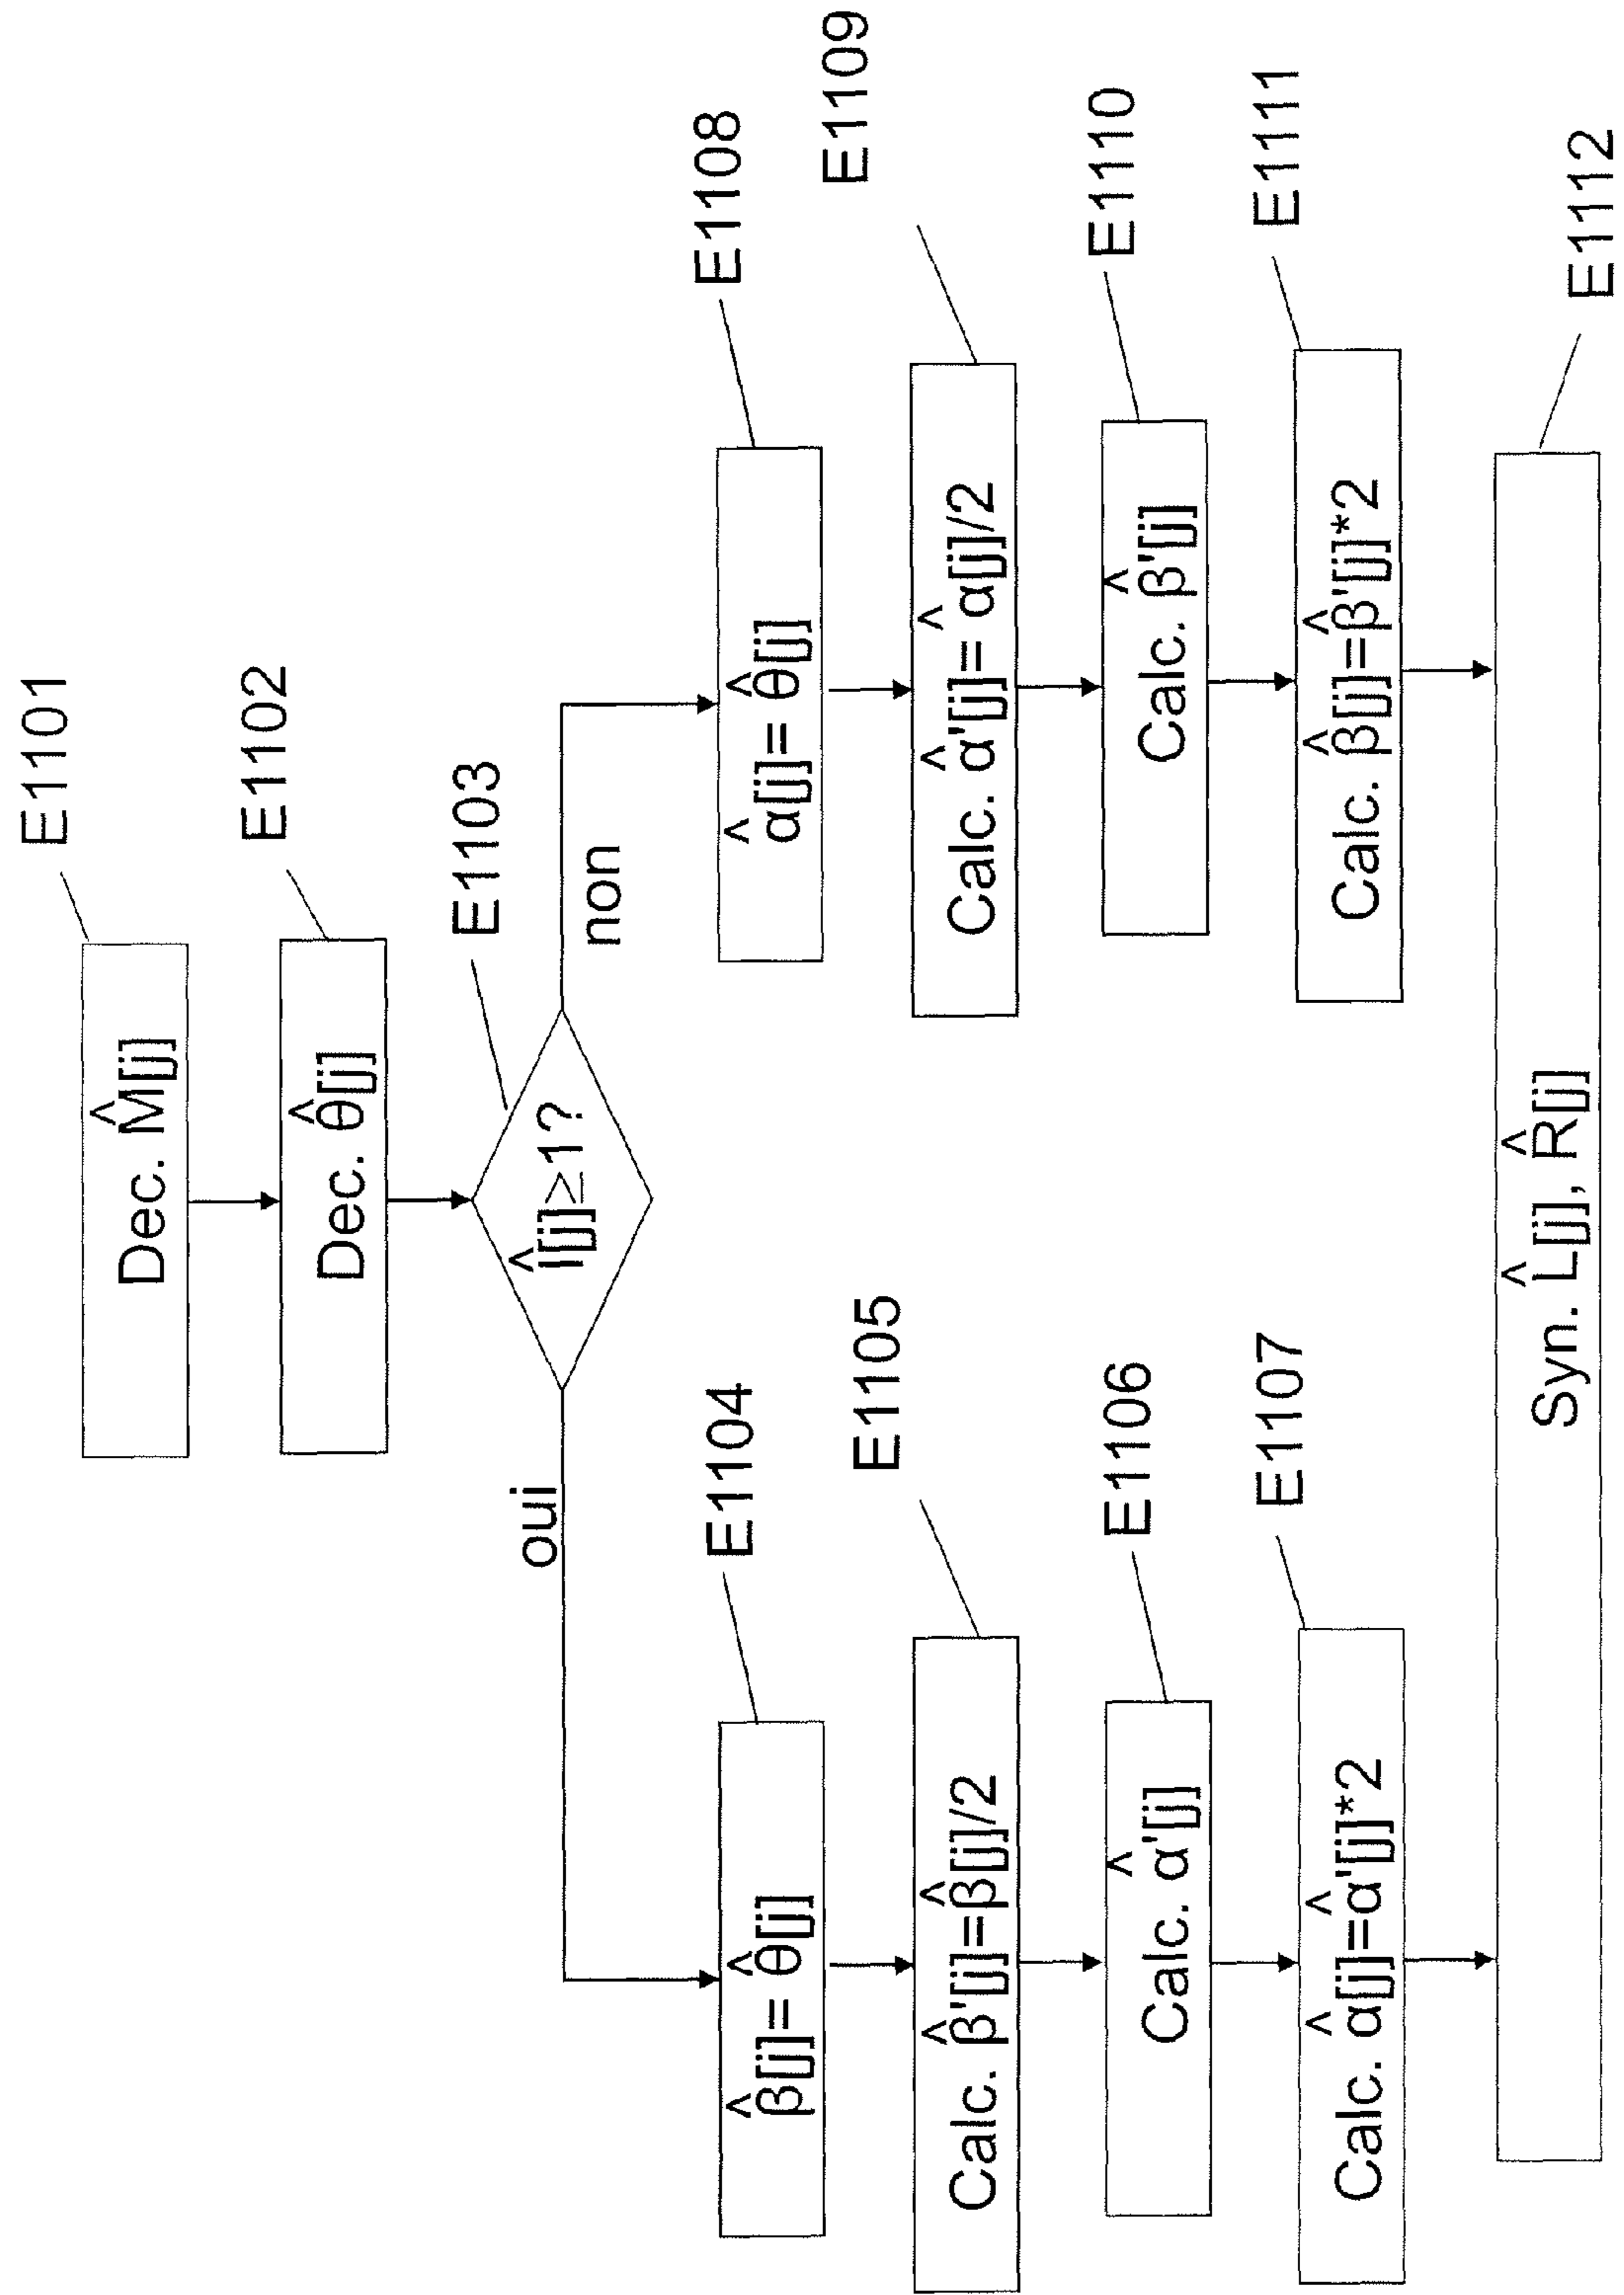 E1101
Dec. M̂[j]
E1102
Dec. θ̂[j]
E1103
Î[j]≥1?
oui
non
E1104
β̂[j]= θ̂[j]
E1105
Calc. β̂'[j]=β̂[j]/2
E1106
Calc. α̂'[j]
E1107
Calc. α̂[j]=α̂'[j]*2
E1108
α̂[j]= θ̂[j]
E1109
Calc. α̂'[j]= α̂[j]/2
E1110
Calc. β̂'[j]
E1111
Calc. β̂[j]=β̂'[j]*2
E1112
Syn. L̂[j], R̂[j]